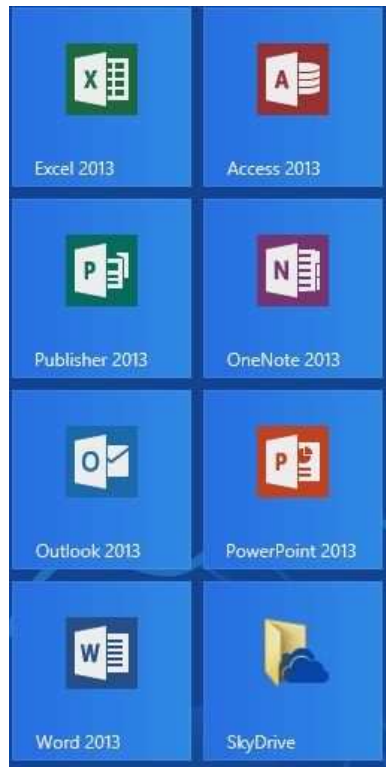 X
Excel 2013
A
Access 2013
P
Publisher 2013
N
OneNote 2013
O
Outlook 2013
P
PowerPoint 2013
W
Word 2013
SkyDrive